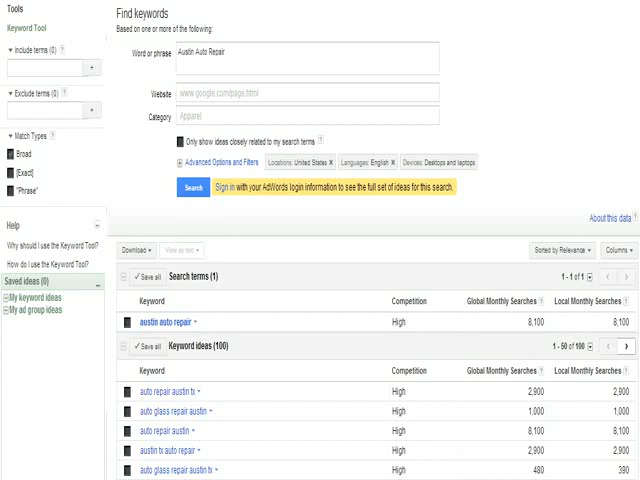 Tools
Keyword Tool
Include terms (0) ?
+
Exclude terms (0) ?
+
Match Types ?
Broad
[Exact]
"Phrase"
Help
Why should I use the Keyword Tool?
How do I use the Keyword Tool?
Saved ideas (0)
My keyword ideas
My ad group ideas
Find keywords
Based on one or more of the following:
Word or phrase Austin Auto Repair
Website www.google.com/page.html
Category Apparel
Only show ideas closely related to my search terms ?
Advanced Options and Filters Locations: United States x Languages: English x Devices: Desktops and laptops
Search Sign in with your AdWords login information to see the full set of ideas for this search.
About this data ?
Download View as text Sorted by Relevance Columns
Save all Search terms (1) 1 - 1 of 1
Keyword Competition Global Monthly Searches ? Local Monthly Searches ?
austin auto repair High 8,100 8,100
Save all Keyword ideas (100) 1 - 50 of 100
Keyword Competition Global Monthly Searches ? Local Monthly Searches ?
auto repair austin tx High 2,900 2,900
auto glass repair austin High 1,000 1,000
auto repair austin High 8,100 8,100
austin tx auto repair High 2,900 2,900
auto glass repair austin tx High 480 390